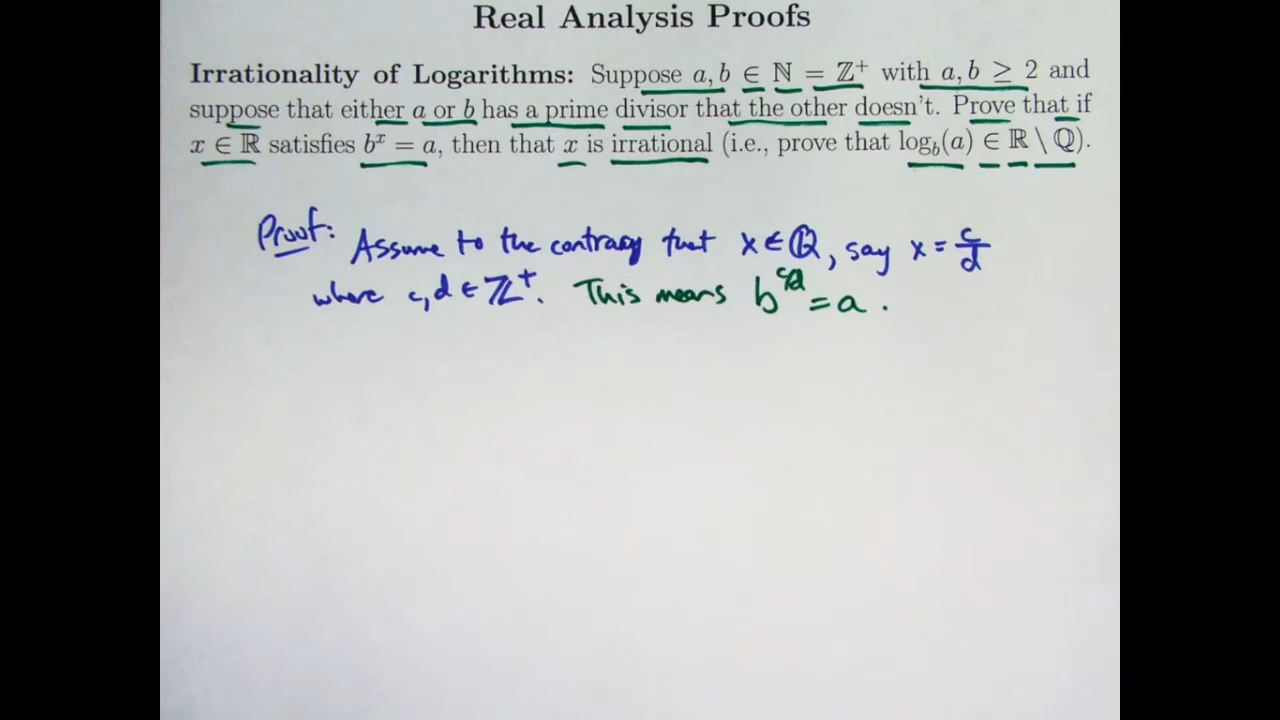 Real Analysis Proofs
Irrationality of Logarithms: Suppose a, b ∈ ℕ = ℤ⁺ with a, b ≥ 2 and
suppose that either a or b has a prime divisor that the other doesn't. Prove that if
x ∈ ℝ satisfies bˣ = a, then that x is irrational (i.e., prove that log_b(a) ∈ ℝ \ ℚ).
Proof: Assume to the contrary that x ∈ ℚ, say x = c/d
where c, d ∈ ℤ⁺. This means b^(c/d) = a.